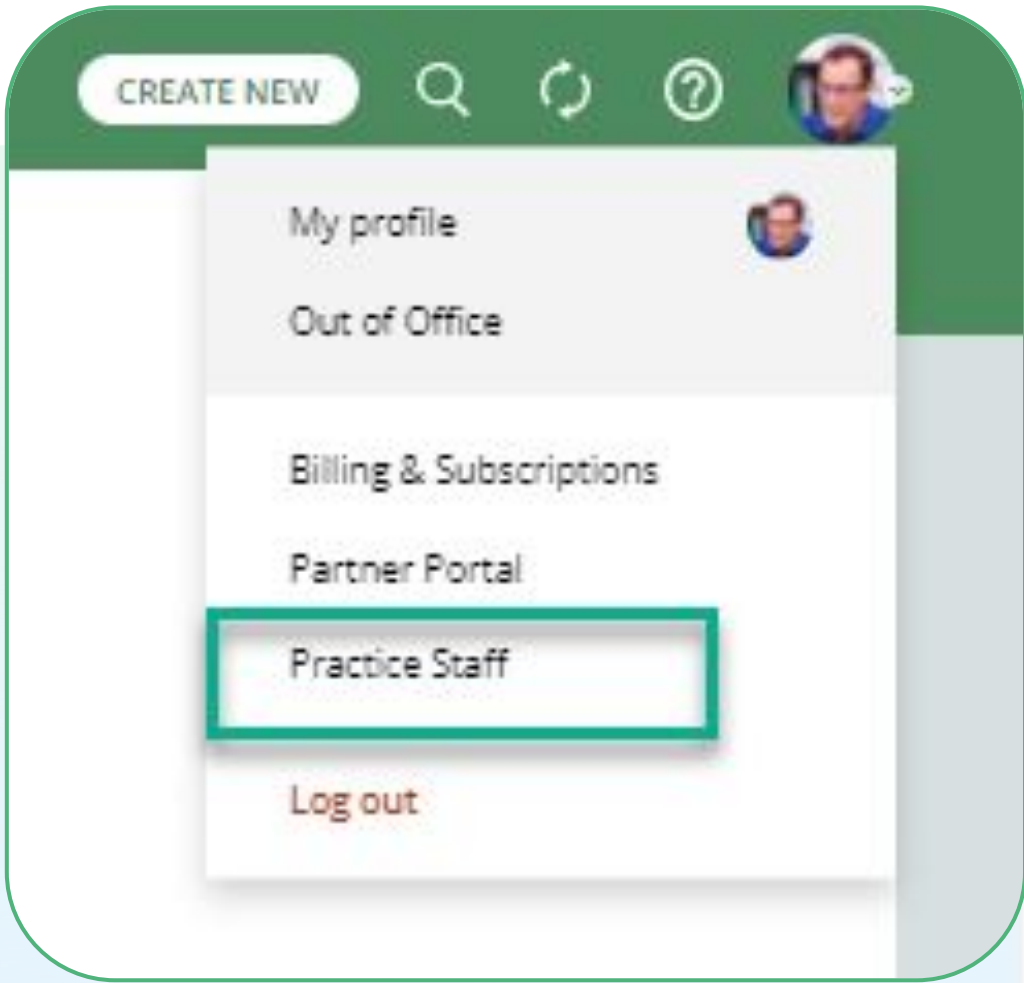 CREATE NEW
My profile
Out of Office
Billing & Subscriptions
Partner Portal
Practice Staff
Log out